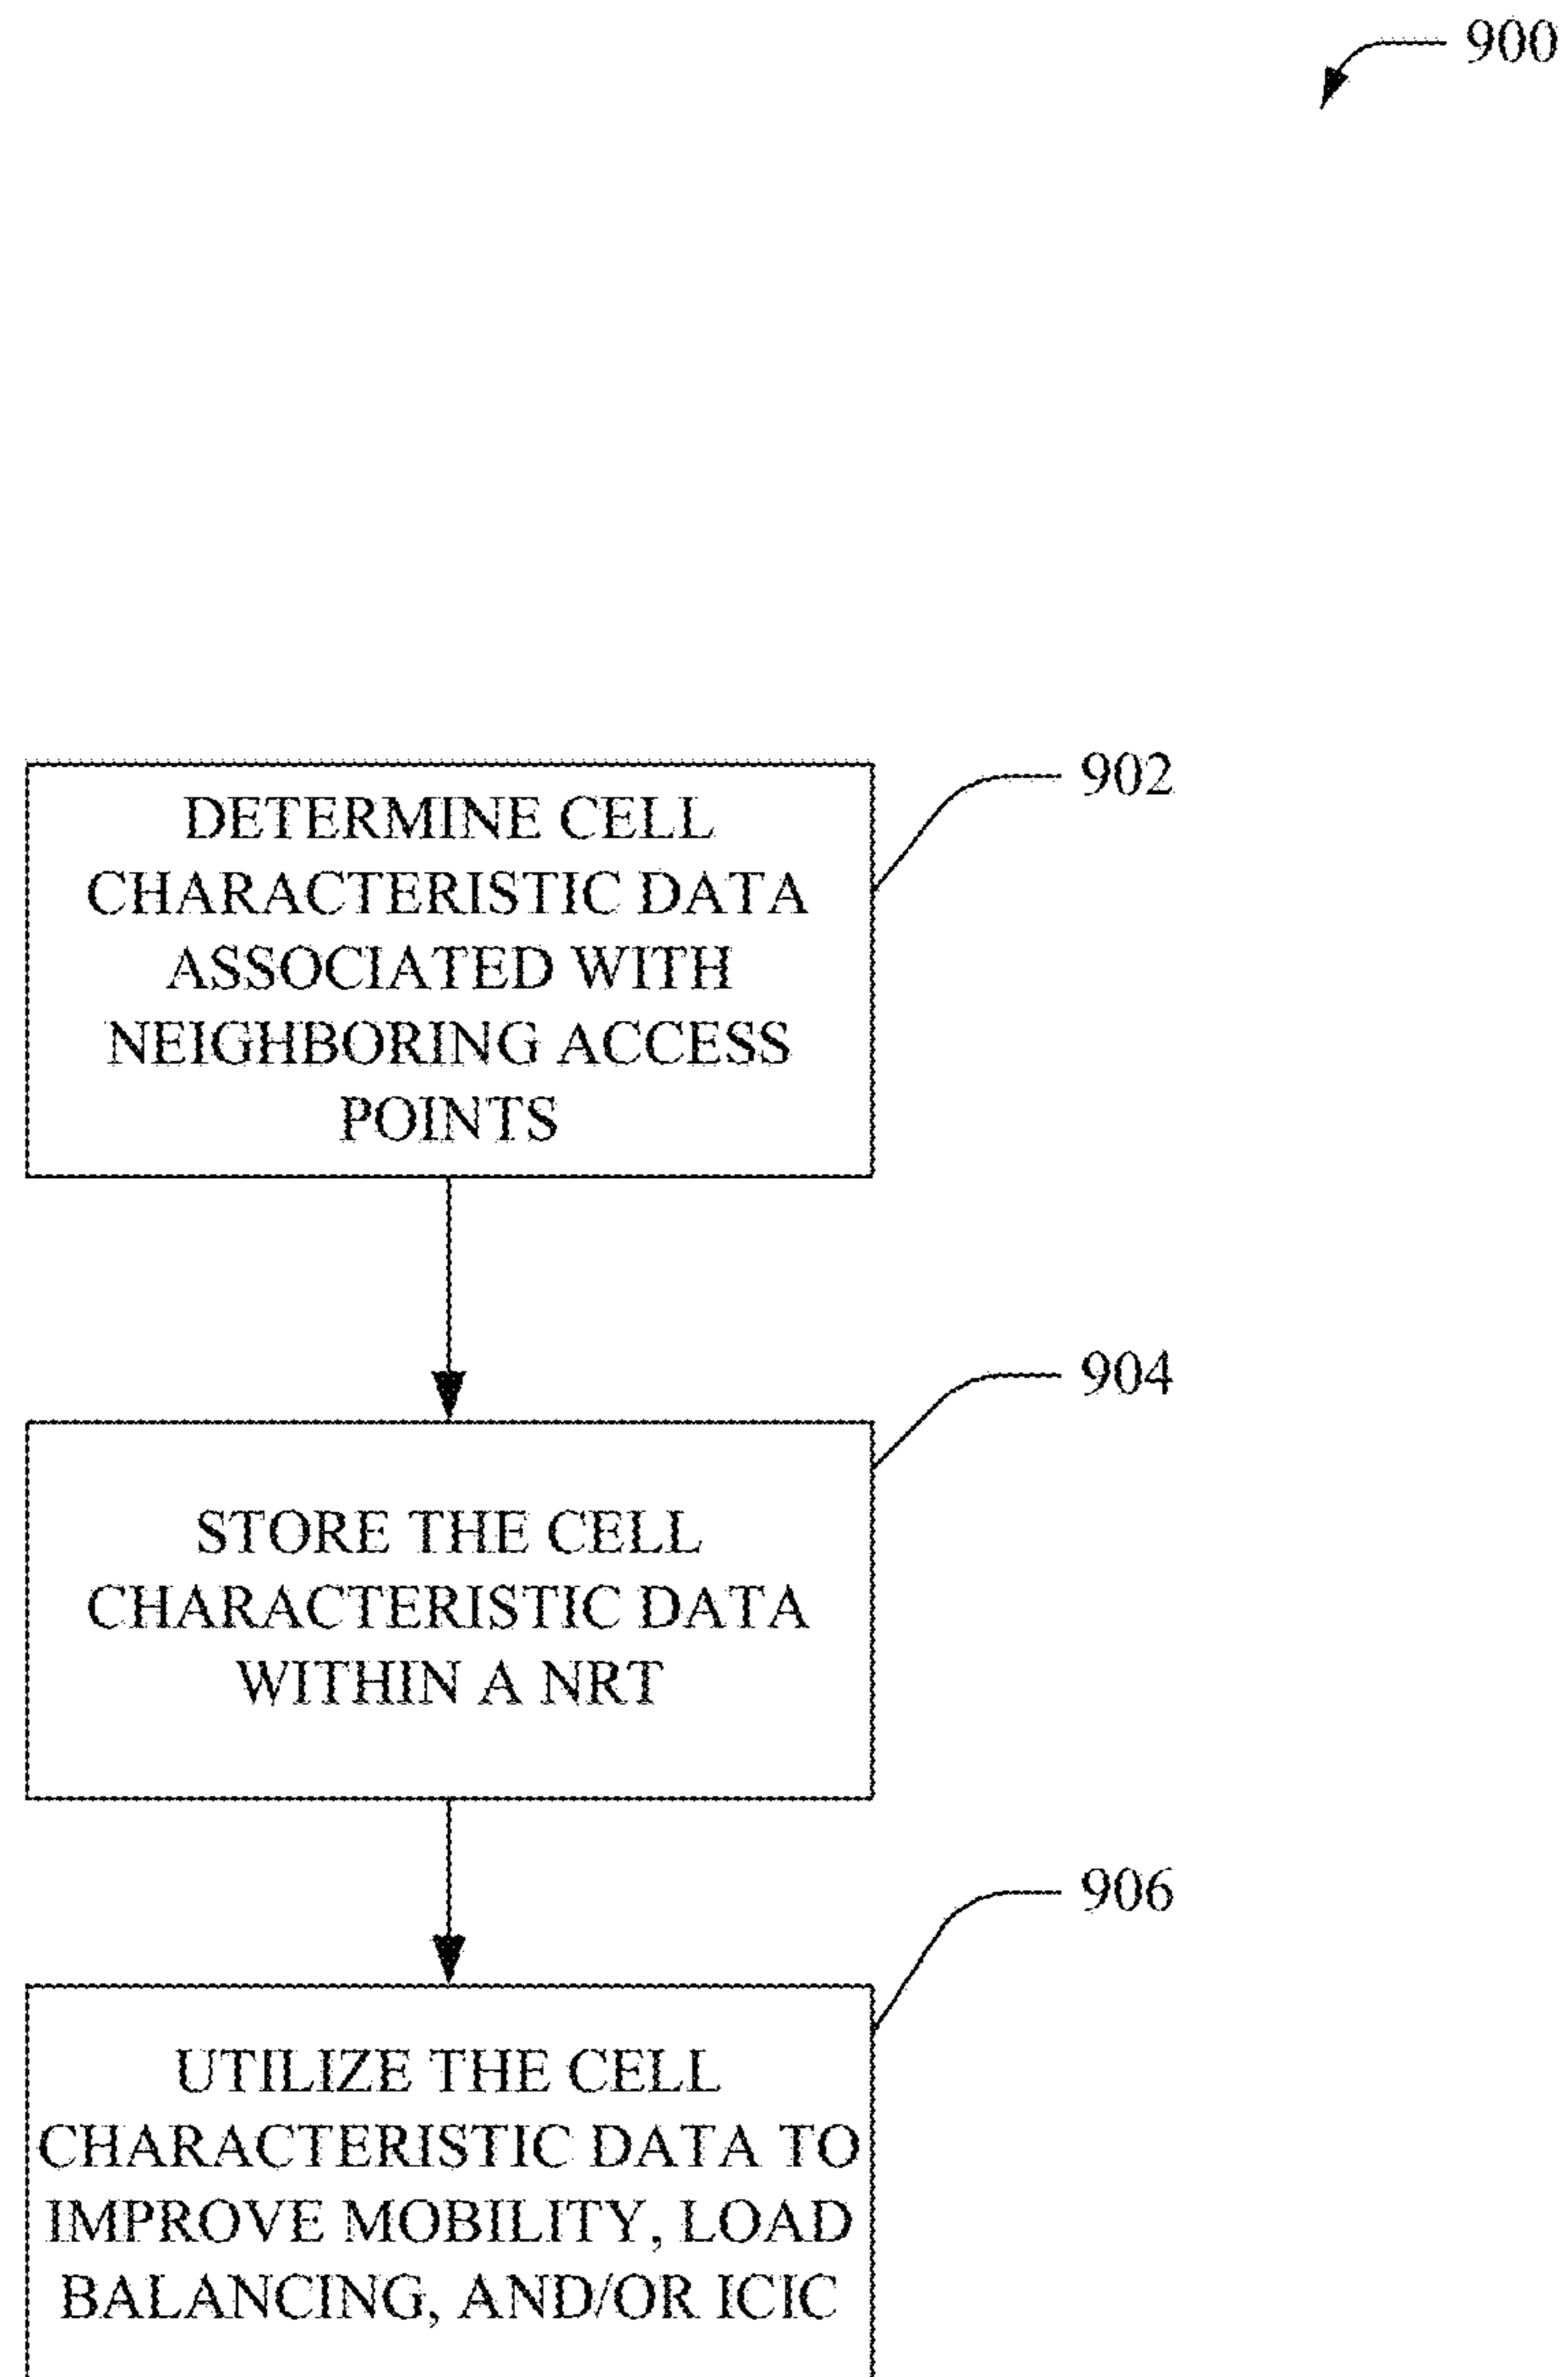 900
DETERMINE CELL
CHARACTERISTIC DATA
ASSOCIATED WITH
NEIGHBORING ACCESS
POINTS
902
STORE THE CELL
CHARACTERISTIC DATA
WITHIN A NRT
904
UTILIZE THE CELL
CHARACTERISTIC DATA TO
IMPROVE MOBILITY, LOAD
BALANCING, AND/OR ICIC
906